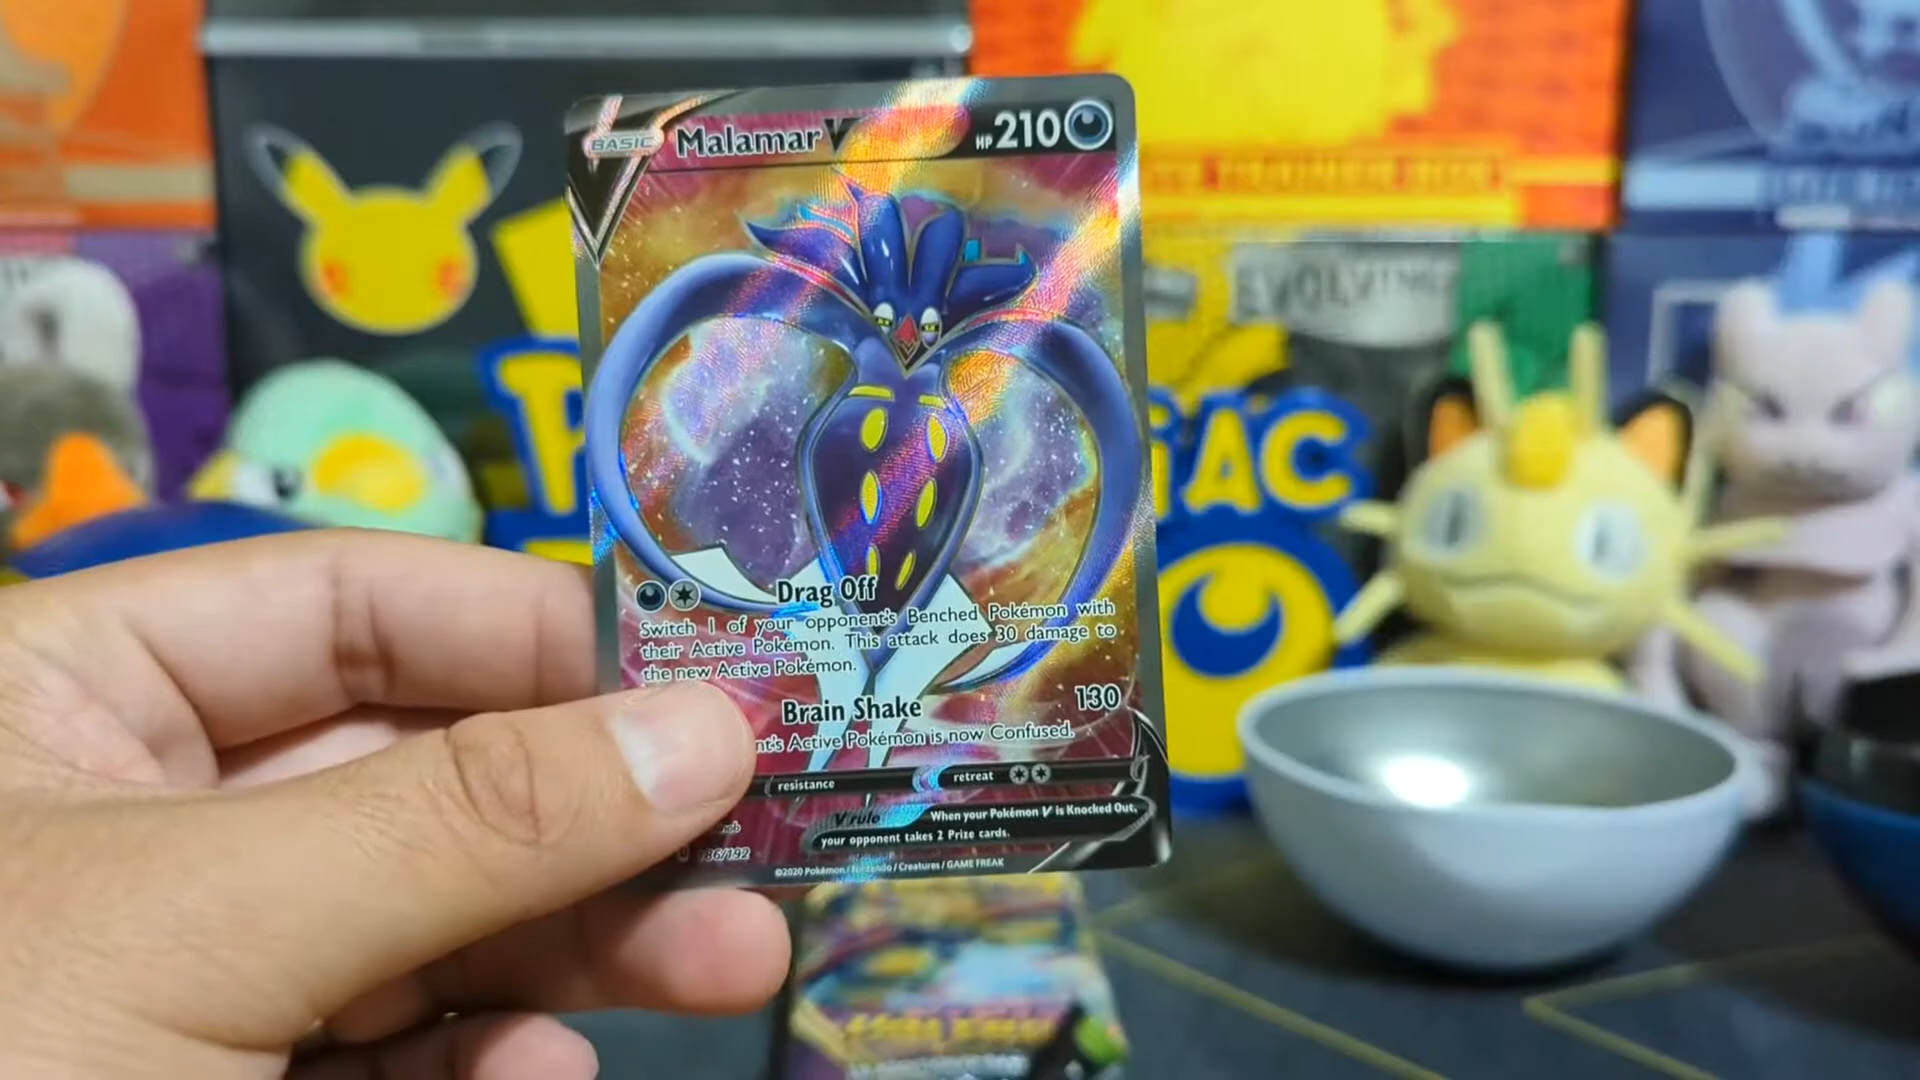 BASIC Malamar V HP 210
EVOLVING
iAC
Drag Off
Switch 1 of your opponent's Benched Pokémon with
their Active Pokémon. This attack does 30 damage to
the new Active Pokémon.
Brain Shake 130
nt's Active Pokémon is now Confused.
resistance retreat
V rule When your Pokémon V is Knocked Out,
your opponent takes 2 Prize cards.
186/192
©2020 Pokémon / Nintendo / Creatures / GAME FREAK